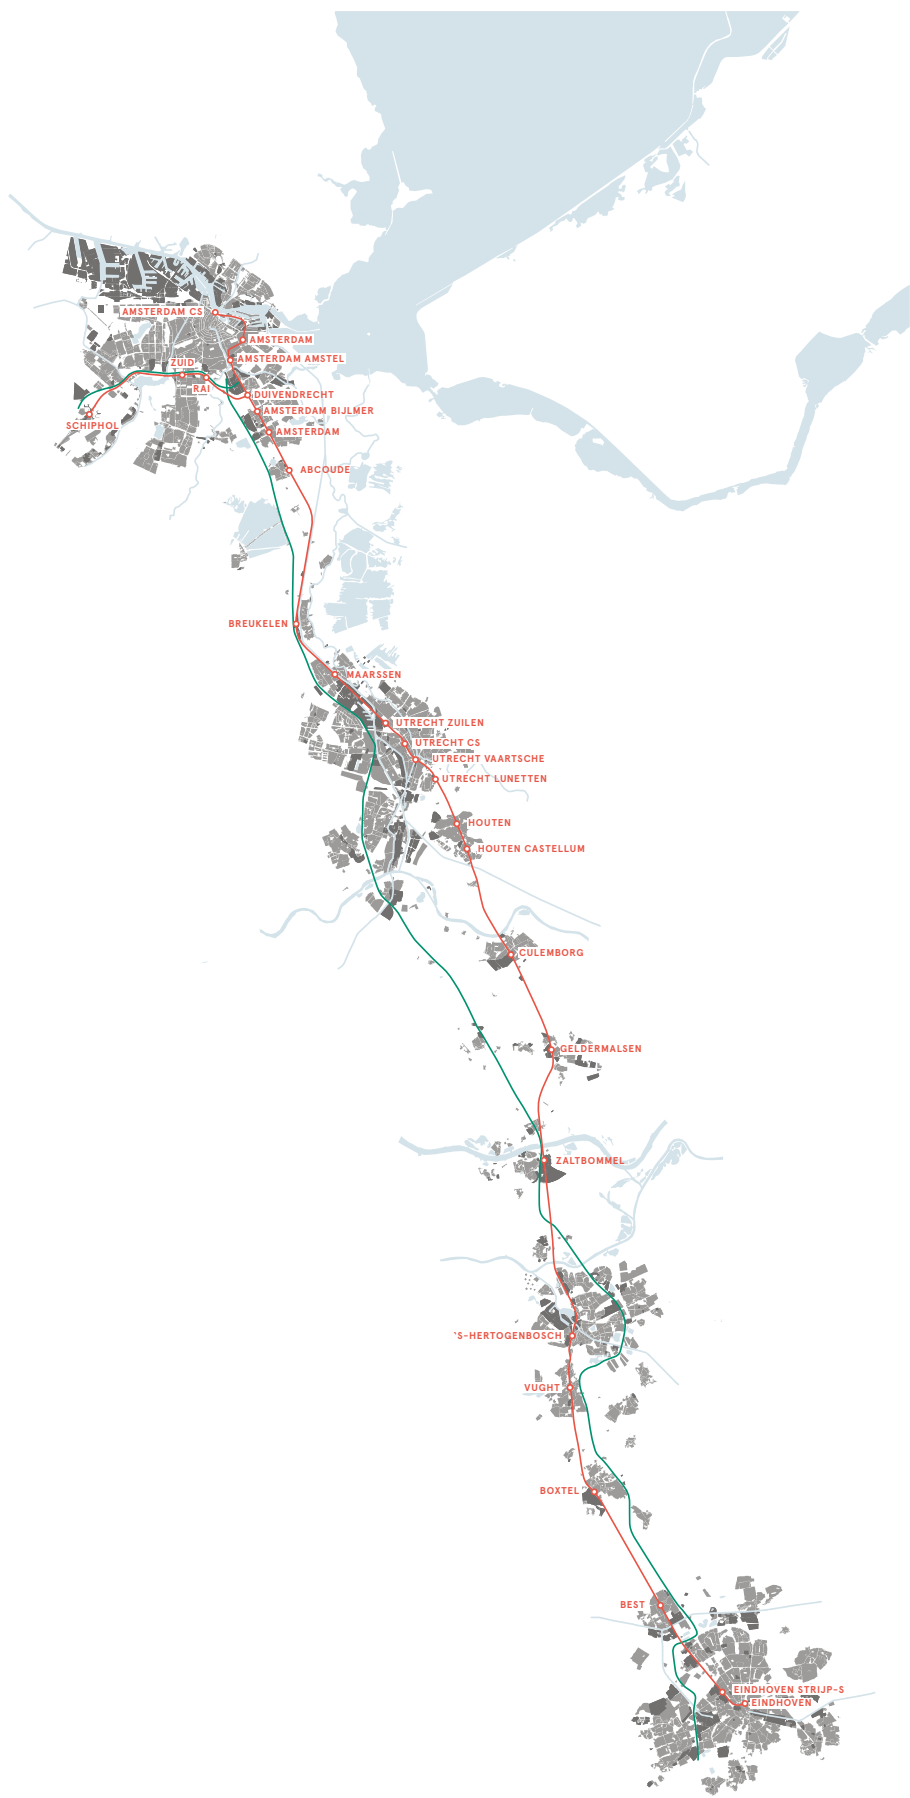 AMSTERDAM CS
AMSTERDAM
AMSTERDAM AMSTEL
ZUID
RAI
DUIVENDRECHT
AMSTERDAM BIJLMER
SCHIPHOL
AMSTERDAM
ABCOUDE
BREUKELEN
MAARSSEN
UTRECHT ZUILEN
UTRECHT CS
UTRECHT VAARTSCHE
UTRECHT LUNETTEN
HOUTEN
HOUTEN CASTELLUM
CULEMBORG
GELDERMALSEN
ZALTBOMMEL
'S-HERTOGENBOSCH
VUGHT
BOXTEL
BEST
EINDHOVEN STRIJP-S
EINDHOVEN